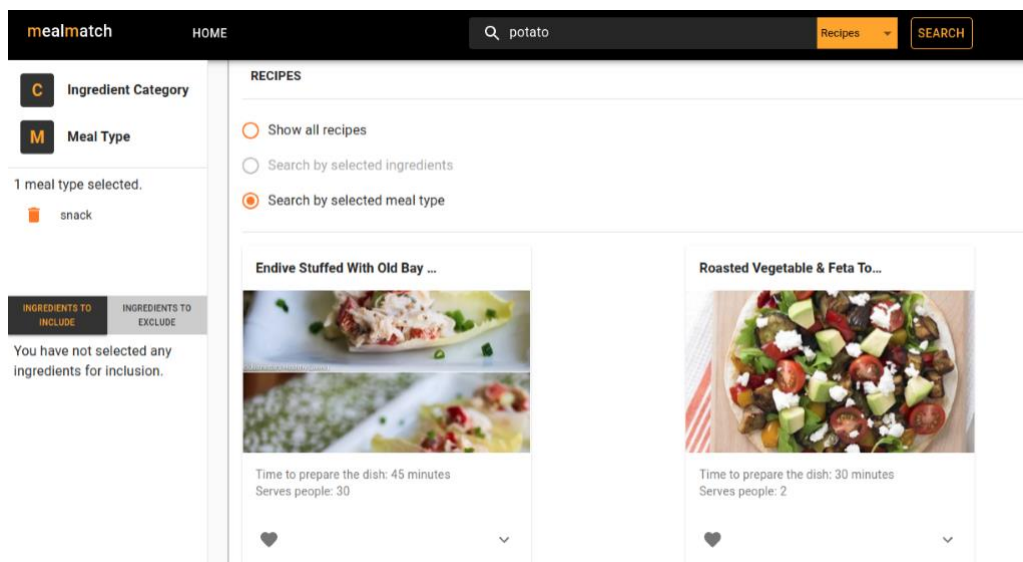 mealmatch
HOME
potato
Recipes
SEARCH
C
Ingredient Category
M
Meal Type
1 meal type selected.
snack
INGREDIENTS TO
INCLUDE
INGREDIENTS TO
EXCLUDE
You have not selected any
ingredients for inclusion.
RECIPES
Show all recipes
Search by selected ingredients
Search by selected meal type
Endive Stuffed With Old Bay ...
Time to prepare the dish: 45 minutes
Serves people: 30
Roasted Vegetable & Feta To...
Time to prepare the dish: 30 minutes
Serves people: 2